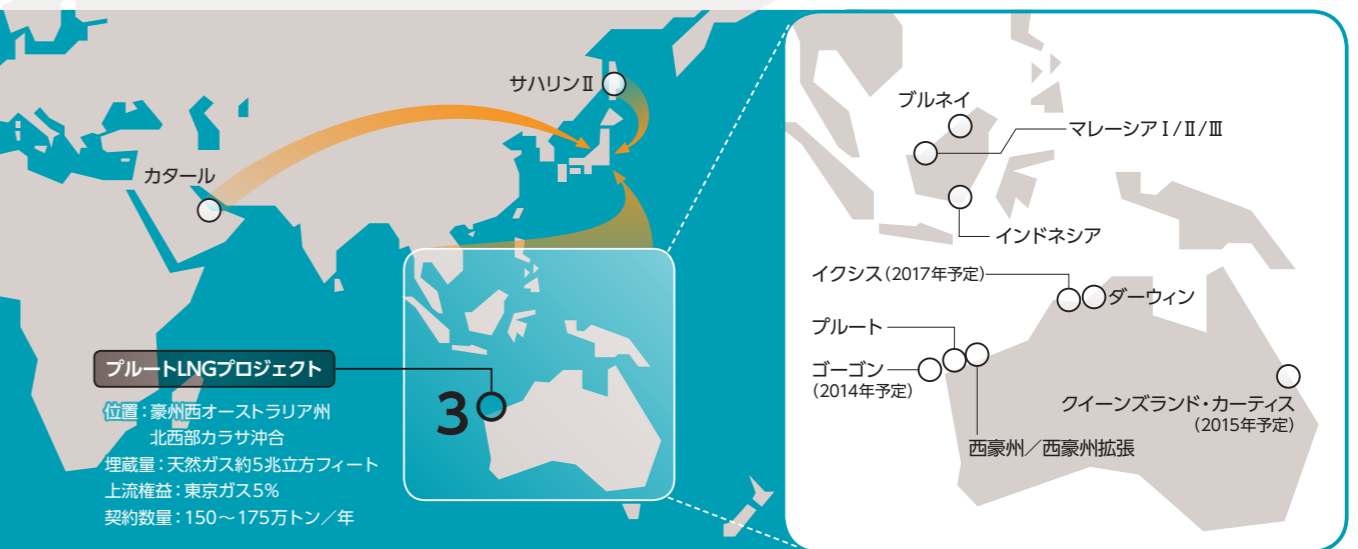 サハリンⅡ
カタール
プルートLNGプロジェクト
位置：豪州西オーストラリア州
北西部カラサ沖合
埋蔵量：天然ガス約5兆立方フィート
上流権益：東京ガス5%
契約数量：150～175万トン／年
3
ブルネイ
マレーシアⅠ/Ⅱ/Ⅲ
インドネシア
イクシス（2017年予定）
ダーウィン
プルート
ゴーゴン
（2014年予定）
クイーンズランド・カーティス
（2015年予定）
西豪州／西豪州拡張